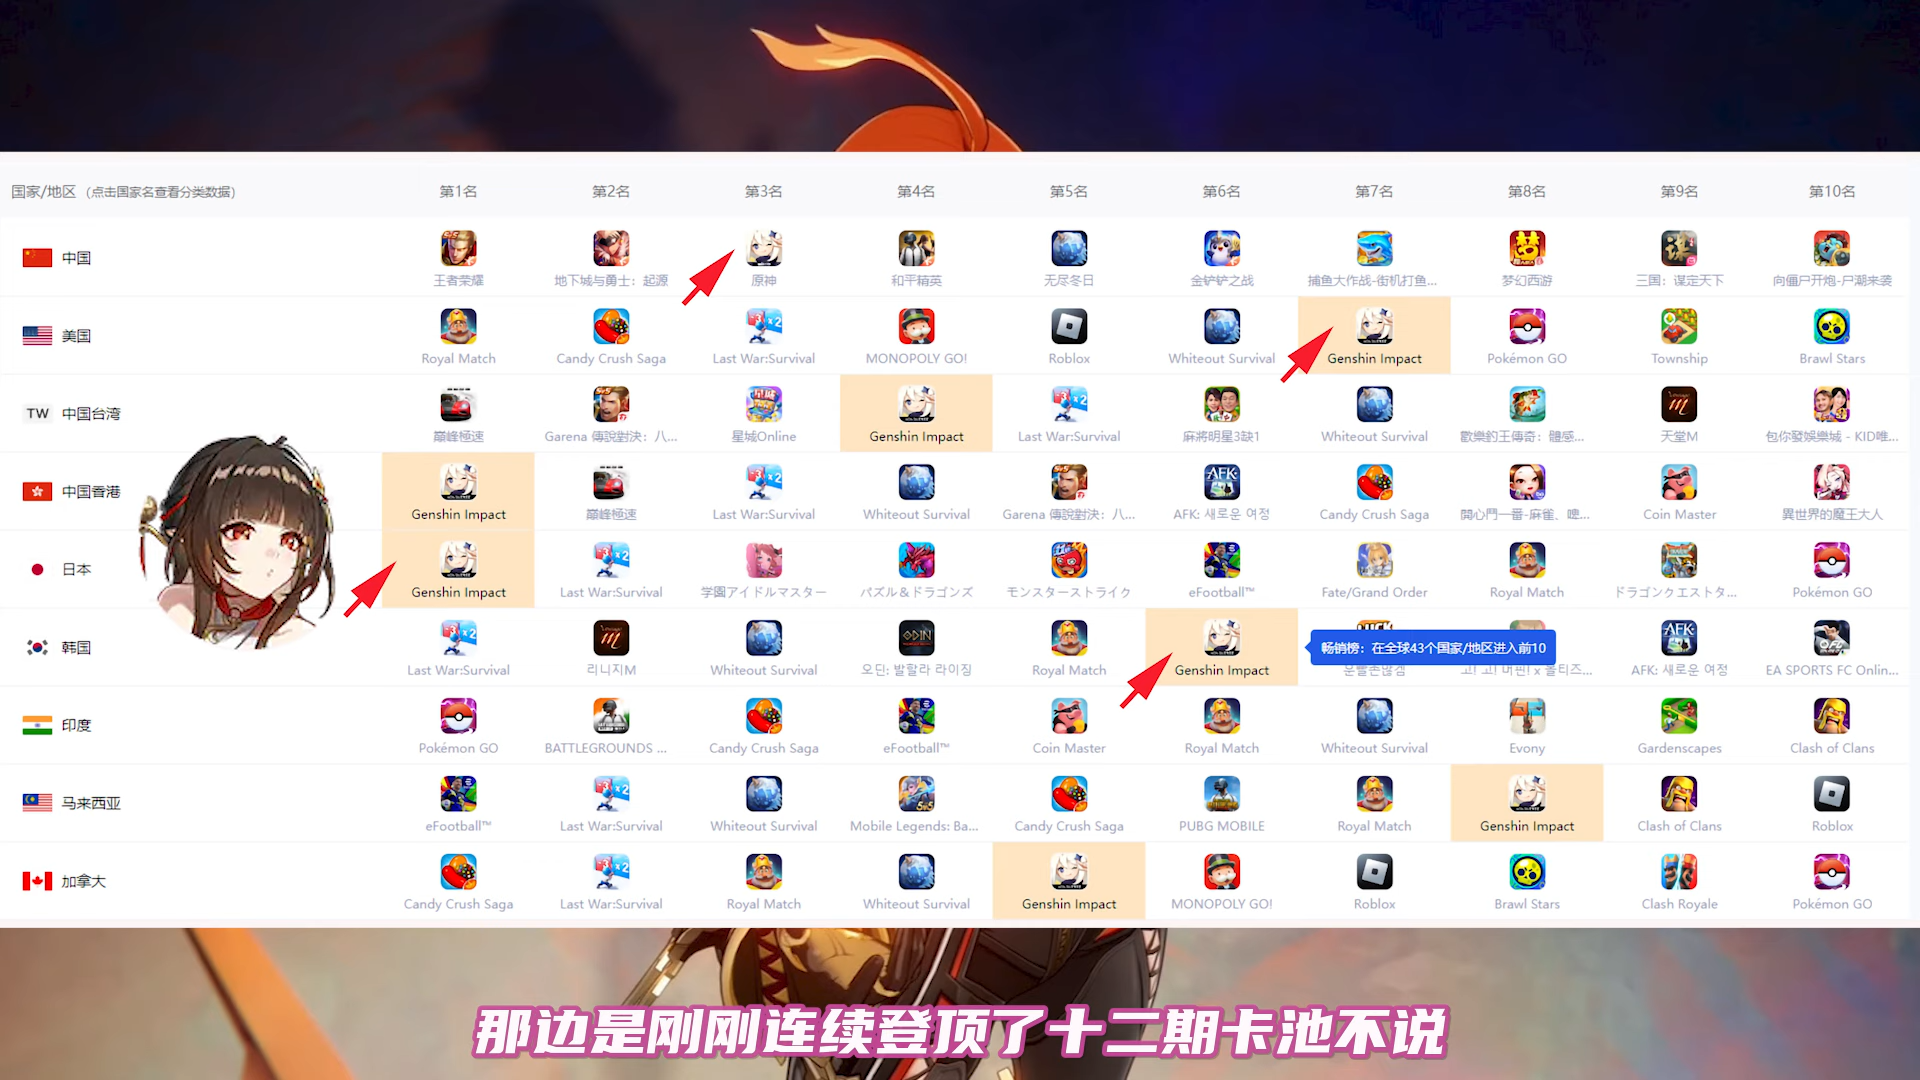 国家/地区 (点击国家名查看分类数据) 第1名 第2名 第3名 第4名 第5名 第6名 第7名 第8名 第9名 第10名
中国 王者荣耀 地下城与勇士：起源 原神 和平精英 无尽冬日 金铲铲之战 捕鱼大作战-街机打鱼... 梦幻西游 三国：谋定天下 向僵尸开炮-尸潮来袭
美国 Royal Match Candy Crush Saga Last War:Survival MONOPOLY GO! Roblox Whiteout Survival Genshin Impact Pokémon GO Township Brawl Stars
TW 中国台湾 巔峰極速 Garena 傳說對決：八... 星城Online Genshin Impact Last War:Survival 麻將明星3缺1 Whiteout Survival 歡樂釣王傳奇：體感... 天堂M 包你發娛樂城 - KID唯...
中国香港 Genshin Impact 巔峰極速 Last War:Survival Whiteout Survival Garena 傳說對決：八... AFK: 새로운 여정 Candy Crush Saga 開心鬥一番-麻雀、啤... Coin Master 異世界的魔王大人
日本 Genshin Impact Last War:Survival 学園アイドルマスター パズル＆ドラゴンズ モンスターストライク eFootball™ Fate/Grand Order Royal Match ドラゴンクエストタ... Pokémon GO
韩国 Last War:Survival 리니지M Whiteout Survival 오딘: 발할라 라이징 Royal Match Genshin Impact 운빨존많겜 고! 고! 머핀! x 몰티즈... AFK: 새로운 여정 EA SPORTS FC Onlin...
畅销榜：在全球43个国家/地区进入前10
印度 Pokémon GO BATTLEGROUNDS ... Candy Crush Saga eFootball™ Coin Master Royal Match Whiteout Survival Evony Gardenscapes Clash of Clans
马来西亚 eFootball™ Last War:Survival Whiteout Survival Mobile Legends: Ba... Candy Crush Saga PUBG MOBILE Royal Match Genshin Impact Clash of Clans Roblox
加拿大 Candy Crush Saga Last War:Survival Royal Match Whiteout Survival Genshin Impact MONOPOLY GO! Roblox Brawl Stars Clash Royale Pokémon GO
那边是刚刚连续登顶了十二期卡池不说